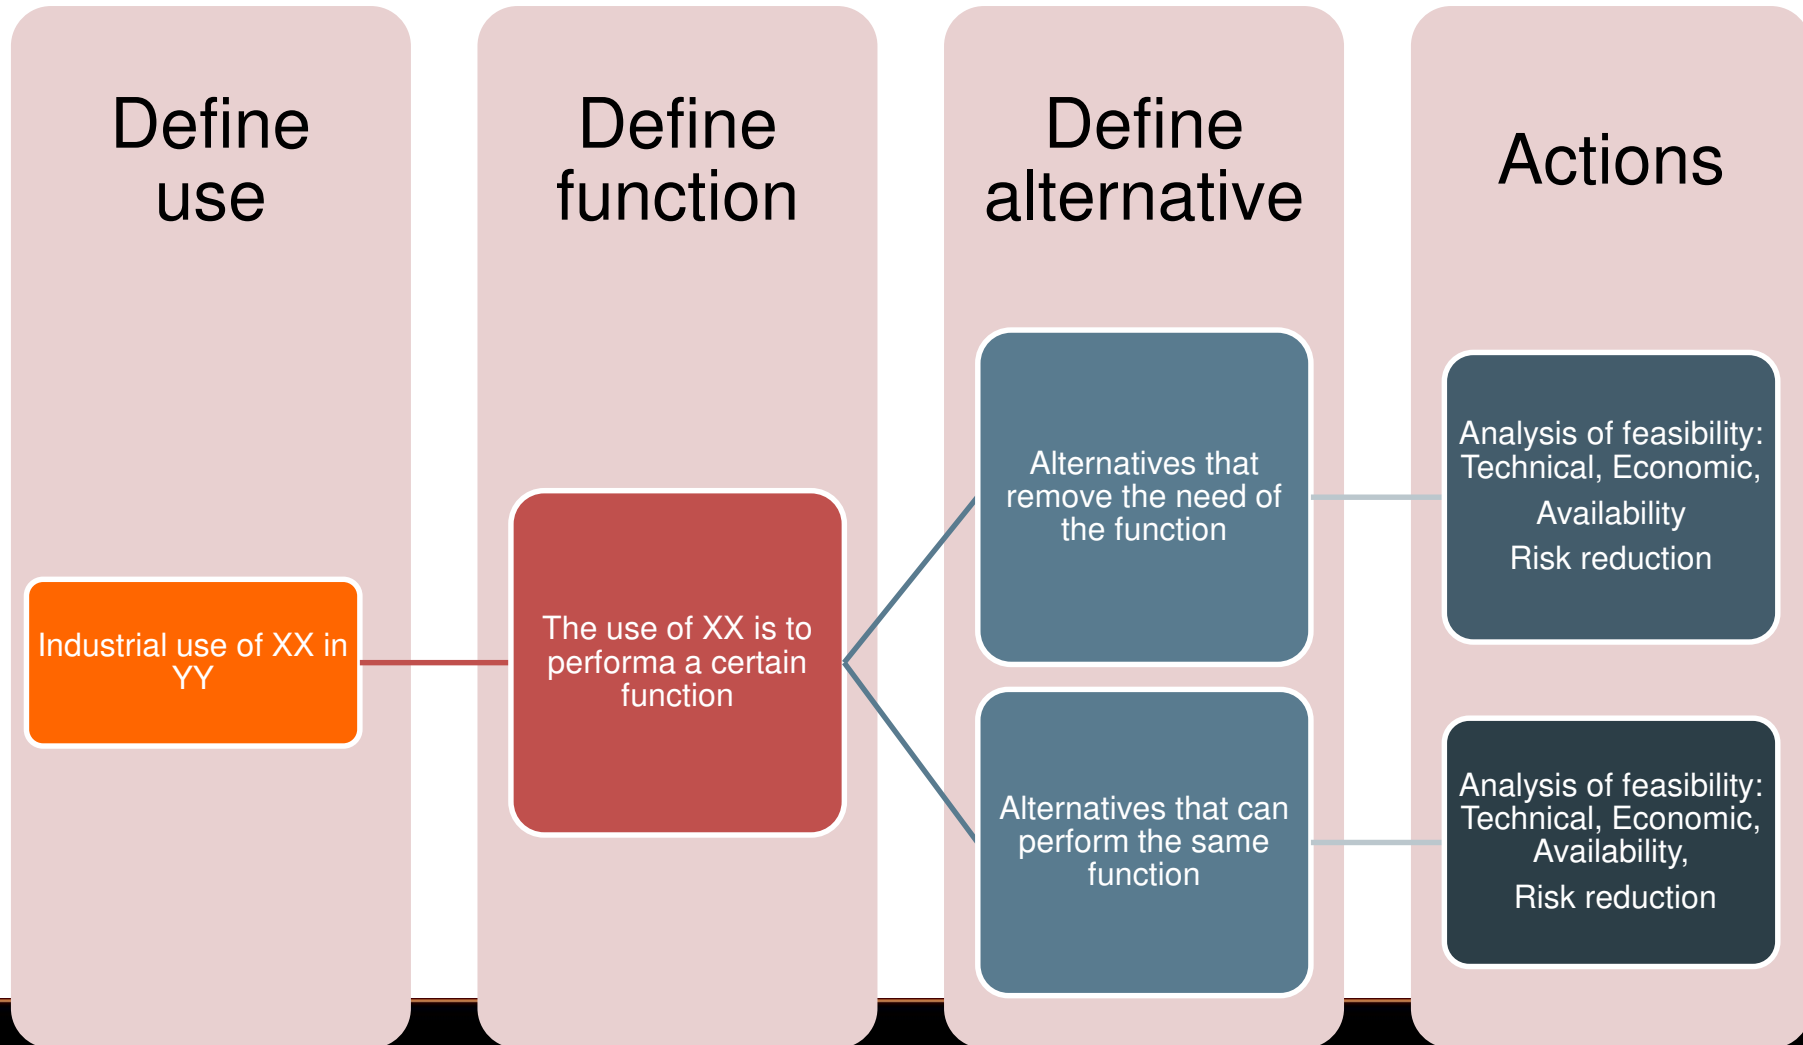 Define
use
Define
function
Define
alternative
Actions
Industrial use of XX in
YY
The use of XX is to
performa a certain
function
Alternatives that
remove the need of
the function
Analysis of feasibility:
Technical, Economic,
Availability
Risk reduction
Alternatives that can
perform the same
function
Analysis of feasibility:
Technical, Economic,
Availability,
Risk reduction